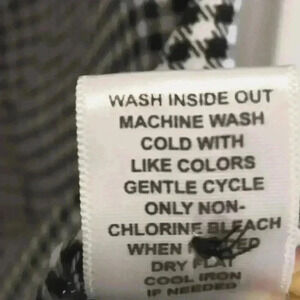 WASH INSIDE OUT
MACHINE WASH
COLD WITH
LIKE COLORS
GENTLE CYCLE
ONLY NON-
CHLORINE BLEACH
WHEN NEEDED
DRY FLAT
COOL IRON
IF NEEDED